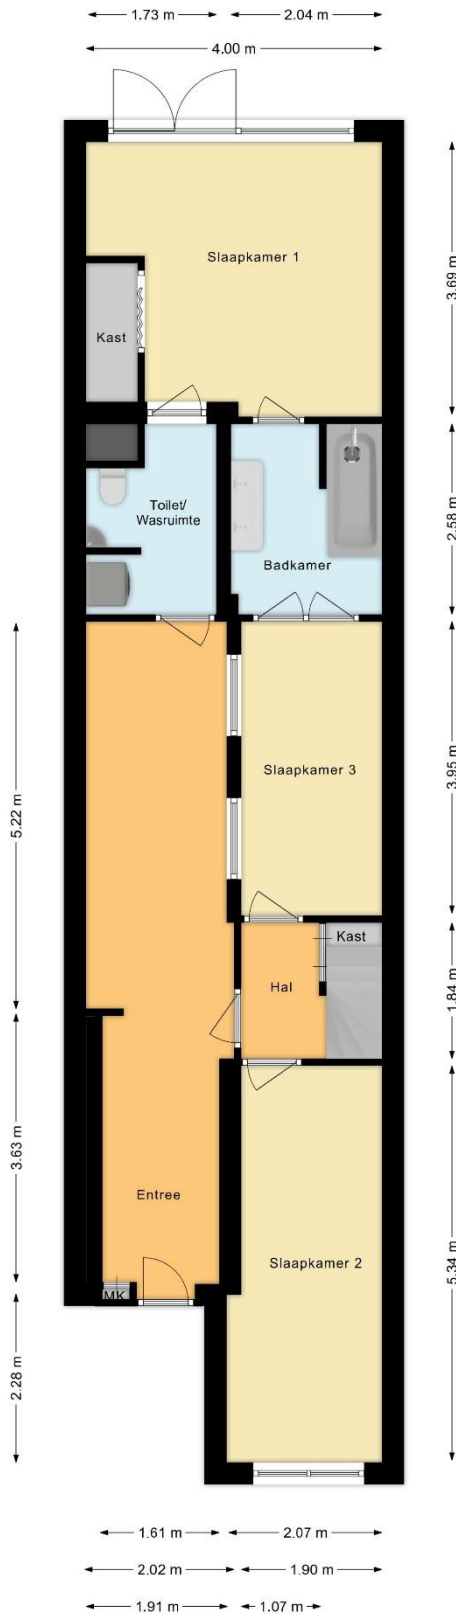 1.73 m
2.04 m
4.00 m
Slaapkamer 1
3.69 m
Kast
Toilet/
Wasruimte
2.58 m
Badkamer
Slaapkamer 3
3.95 m
5.22 m
Kast
Hal
1.84 m
3.63 m
Entree
Slaapkamer 2
5.34 m
MK
2.28 m
1.61 m
2.07 m
2.02 m
1.90 m
1.91 m
1.07 m